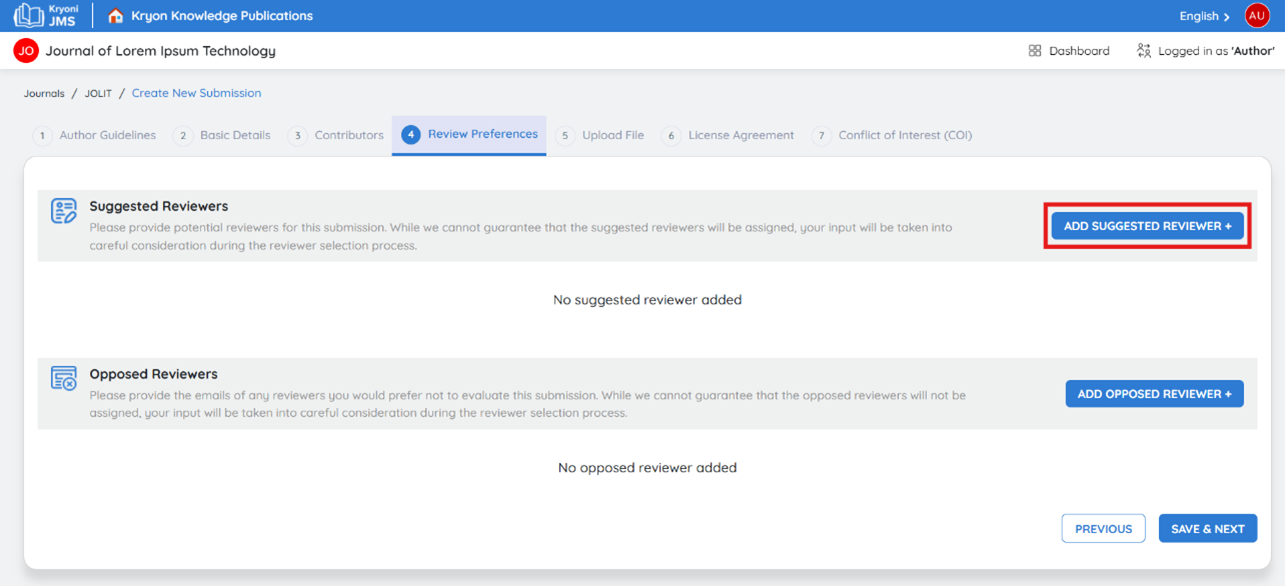 Kryoni
JMS
Kryon Knowledge Publications
English >
AU
JO
Journal of Lorem Ipsum Technology
Dashboard
Logged in as 'Author'
Journals / JOLIT / Create New Submission
1 Author Guidelines
2 Basic Details
3 Contributors
4 Review Preferences
5 Upload File
6 License Agreement
7 Conflict of Interest (COI)
Suggested Reviewers
Please provide potential reviewers for this submission. While we cannot guarantee that the suggested reviewers will be assigned, your input will be taken into
careful consideration during the reviewer selection process.
ADD SUGGESTED REVIEWER +
No suggested reviewer added
Opposed Reviewers
Please provide the emails of any reviewers you would prefer not to evaluate this submission. While we cannot guarantee that the opposed reviewers will not be
assigned, your input will be taken into careful consideration during the reviewer selection process.
ADD OPPOSED REVIEWER +
No opposed reviewer added
PREVIOUS
SAVE & NEXT